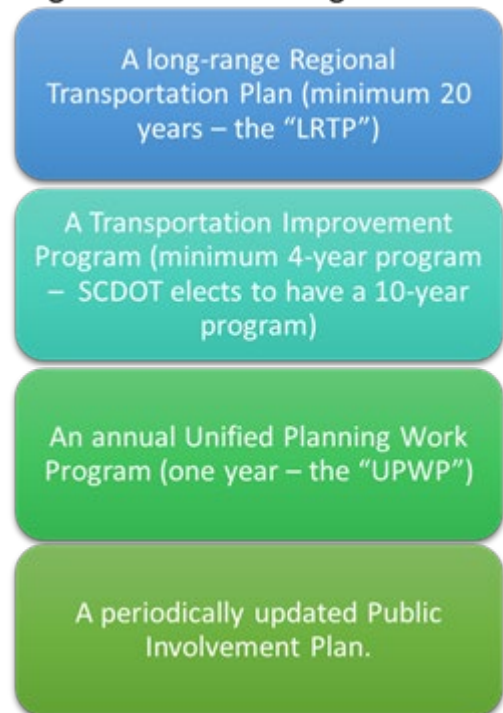 A long-range Regional
Transportation Plan (minimum 20
years – the “LRTP”)
A Transportation Improvement
Program (minimum 4-year program
– SCDOT elects to have a 10-year
program)
An annual Unified Planning Work
Program (one year – the “UPWP”)
A periodically updated Public
Involvement Plan.